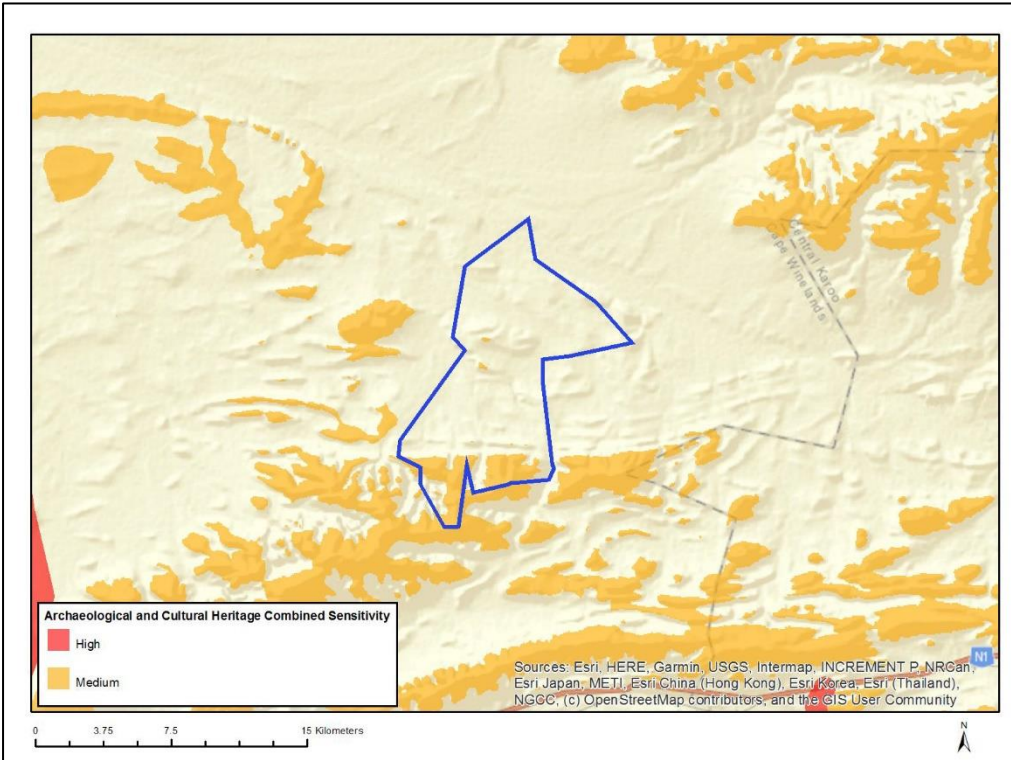 Central Karoo
Cape Winelands
Archaeological and Cultural Heritage Combined Sensitivity
High
Medium
N1
Sources: Esri, HERE, Garmin, USGS, Intermap, INCREMENT P, NRCan,
Esri Japan, METI, Esri China (Hong Kong), Esri Korea, Esri (Thailand),
NGCC, (c) OpenStreetMap contributors, and the GIS User Community
0 3.75 7.5 15 Kilometers
N